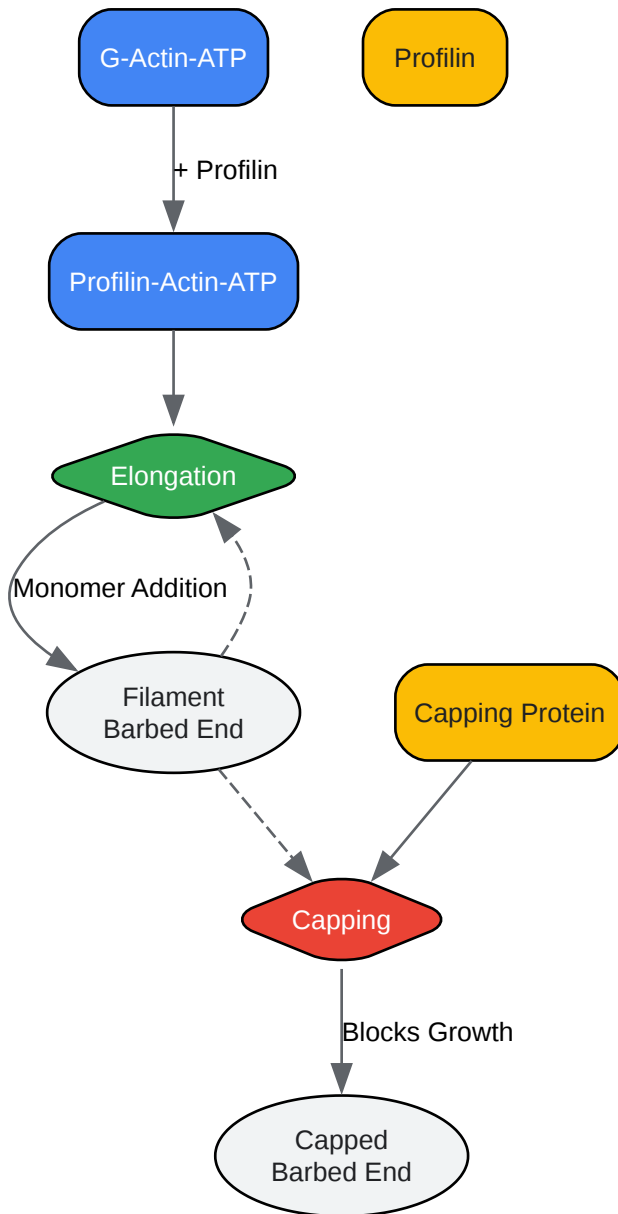 G-Actin-ATP
Profilin
+ Profilin
Profilin-Actin-ATP
Elongation
Monomer Addition
Filament
Barbed End
Capping Protein
Capping
Blocks Growth
Capped
Barbed End